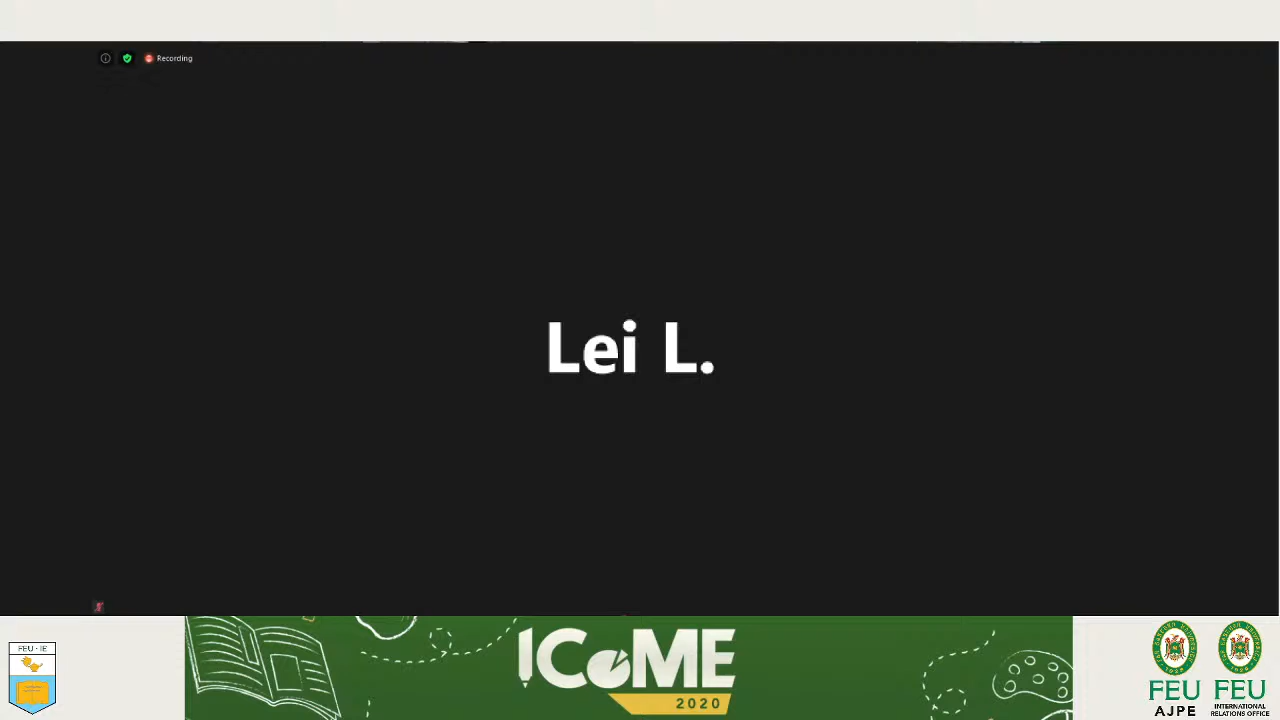 Recording
Lei L.
FEU - IE
ICoME
2020
FEU
AJPE
FEU
INTERNATIONAL
RELATIONS OFFICE